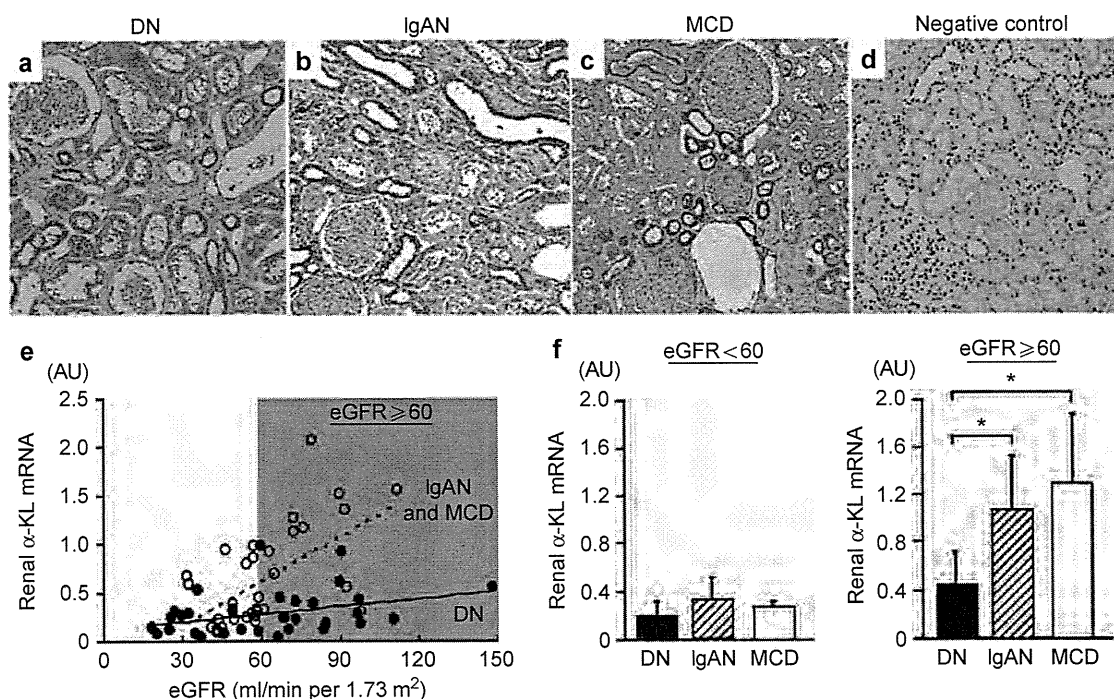 DN
IgAN
MCD
Negative control
a
b
c
d
e
(AU)
Renal α-KL mRNA
2.5
2.0
1.5
1.0
0.5
0
eGFR≥60
IgAN
and MCD
DN
0 30 60 90 120 150
eGFR (ml/min per 1.73 m²)
f
eGFR<60
(AU)
Renal α-KL mRNA
2.0
1.6
1.2
0.8
0.4
0
DN IgAN MCD
eGFR≥60
(AU)
Renal α-KL mRNA
2.0
1.6
1.2
0.8
0.4
0
*
*
DN IgAN MCD